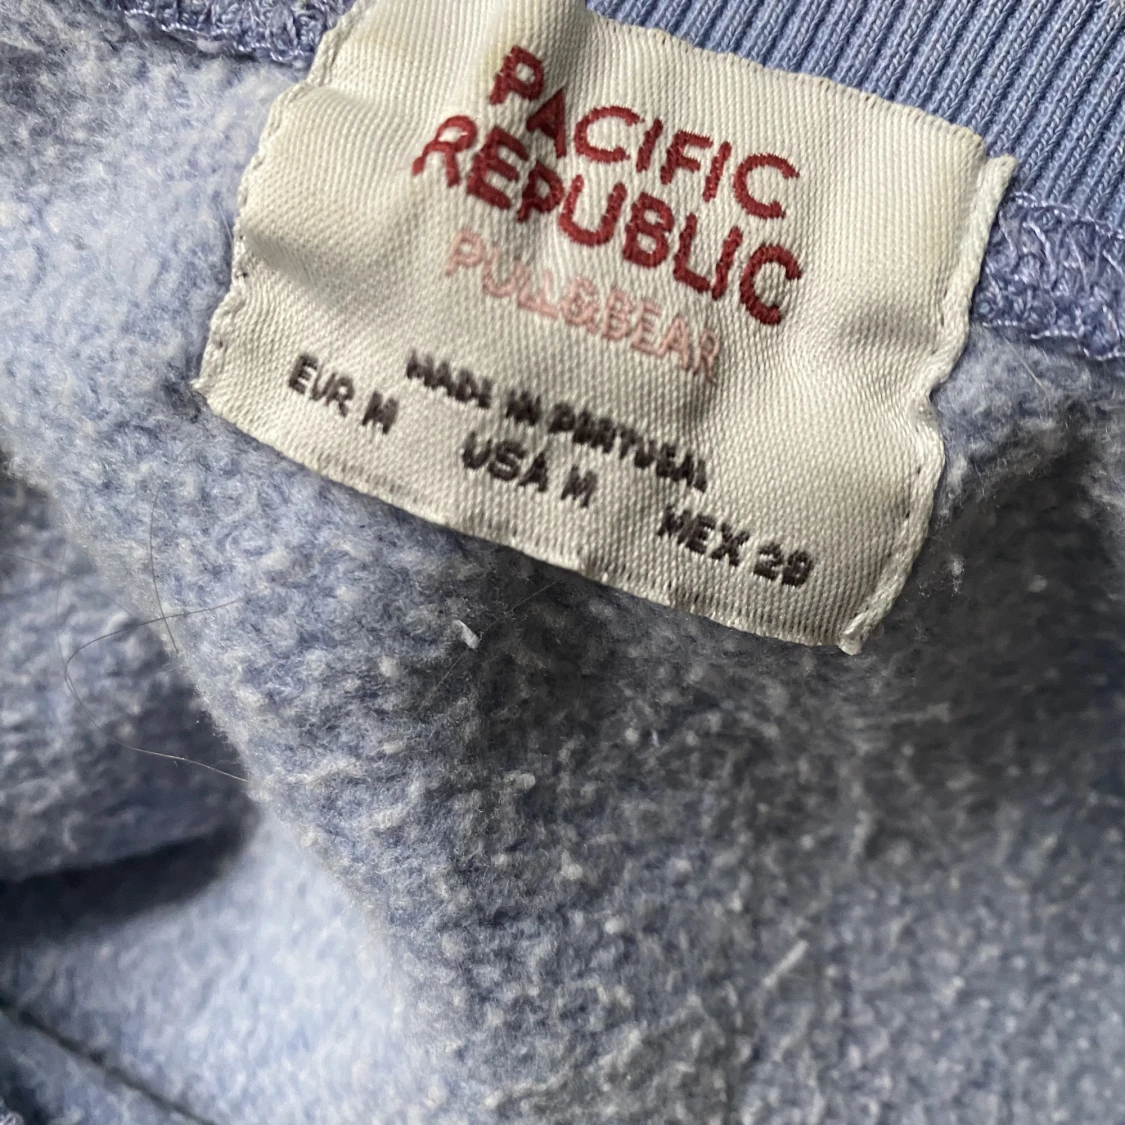 PACIFIC
REPUBLIC
PULL&BEAR
MADE IN PORTUGAL
EUR M USA M MEX 28